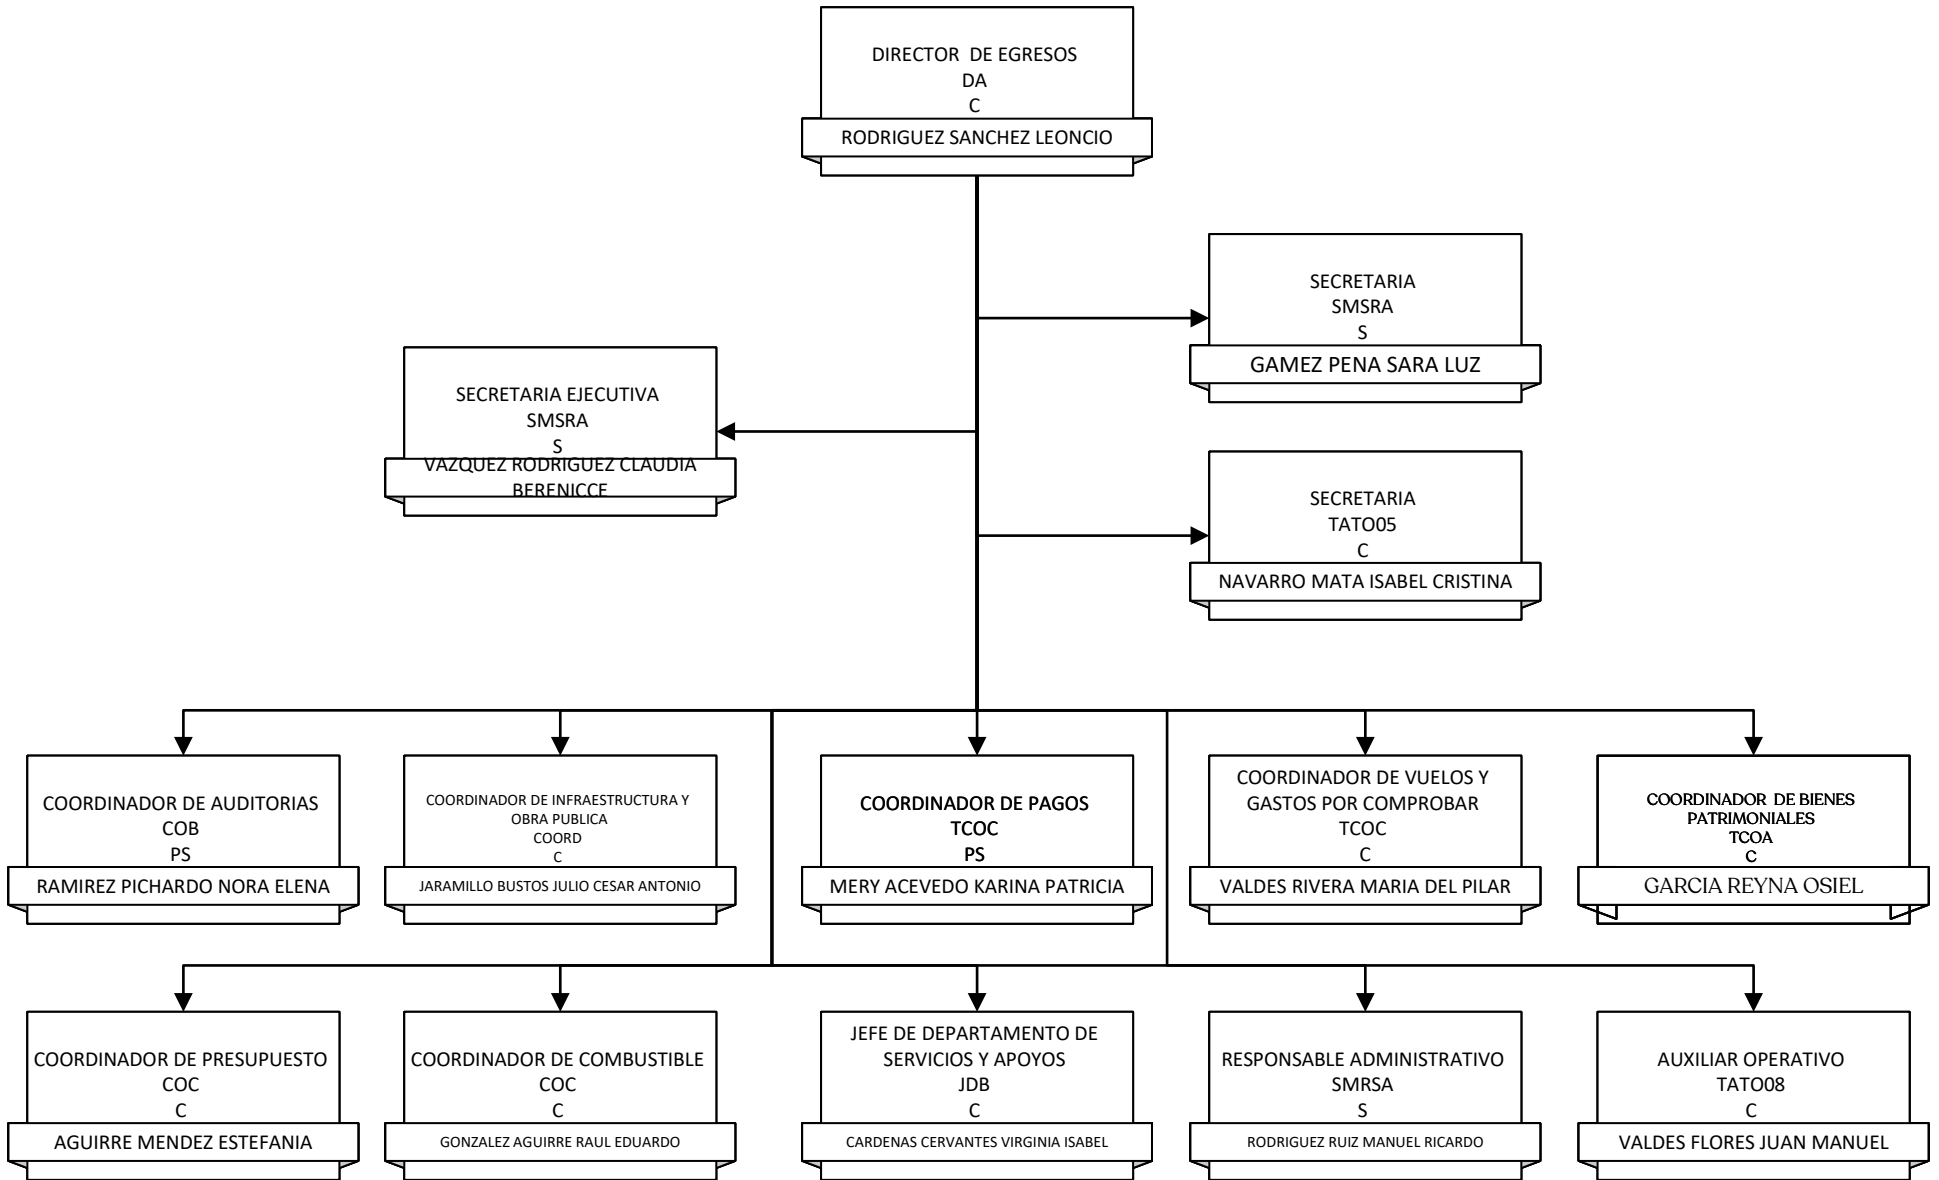 DIRECTOR  DE EGRESOS
DA
C
RODRIGUEZ SANCHEZ LEONCIO
SECRETARIA
SMSRA
S
GAMEZ PENA SARA LUZ
SECRETARIA EJECUTIVA
SMSRA
S
VAZQUEZ RODRIGUEZ CLAUDIA
BERENICCE
SECRETARIA
TATO05
C
NAVARRO MATA ISABEL CRISTINA
COORDINADOR DE AUDITORIAS
COB
PS
RAMIREZ PICHARDO NORA ELENA
COORDINADOR DE INFRAESTRUCTURA Y
OBRA PUBLICA
COORD
C
JARAMILLO BUSTOS JULIO CESAR ANTONIO
COORDINADOR DE PAGOS
TCOC
PS
MERY ACEVEDO KARINA PATRICIA
COORDINADOR DE VUELOS Y
GASTOS POR COMPROBAR
TCOC
C
VALDES RIVERA MARIA DEL PILAR
COORDINADOR  DE BIENES
PATRIMONIALES
TCOA
C
GARCIA REYNA OSIEL
COORDINADOR DE PRESUPUESTO
COC
C
AGUIRRE MENDEZ ESTEFANIA
COORDINADOR DE COMBUSTIBLE
COC
C
GONZALEZ AGUIRRE RAUL EDUARDO
JEFE DE DEPARTAMENTO DE
SERVICIOS Y APOYOS
JDB
C
CARDENAS CERVANTES VIRGINIA ISABEL
RESPONSABLE ADMINISTRATIVO
SMRSA
S
RODRIGUEZ RUIZ MANUEL RICARDO
AUXILIAR OPERATIVO
TATO08
C
VALDES FLORES JUAN MANUEL